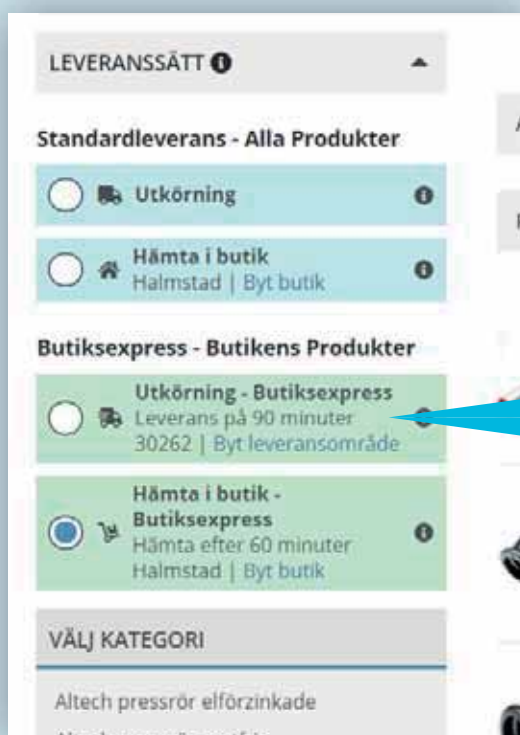 LEVERANSSÄTT
Standardleverans - Alla Produkter
Utkörning
Hämta i butik
Halmstad | Byt butik
Butiksexpress - Butikens Produkter
Utkörning - Butiksexpress
Leverans på 90 minuter
30262 | Byt leveransområde
Hämta i butik -
Butiksexpress
Hämta efter 60 minuter
Halmstad | Byt butik
VÄLJ KATEGORI
Altech pressrör elförzinkade